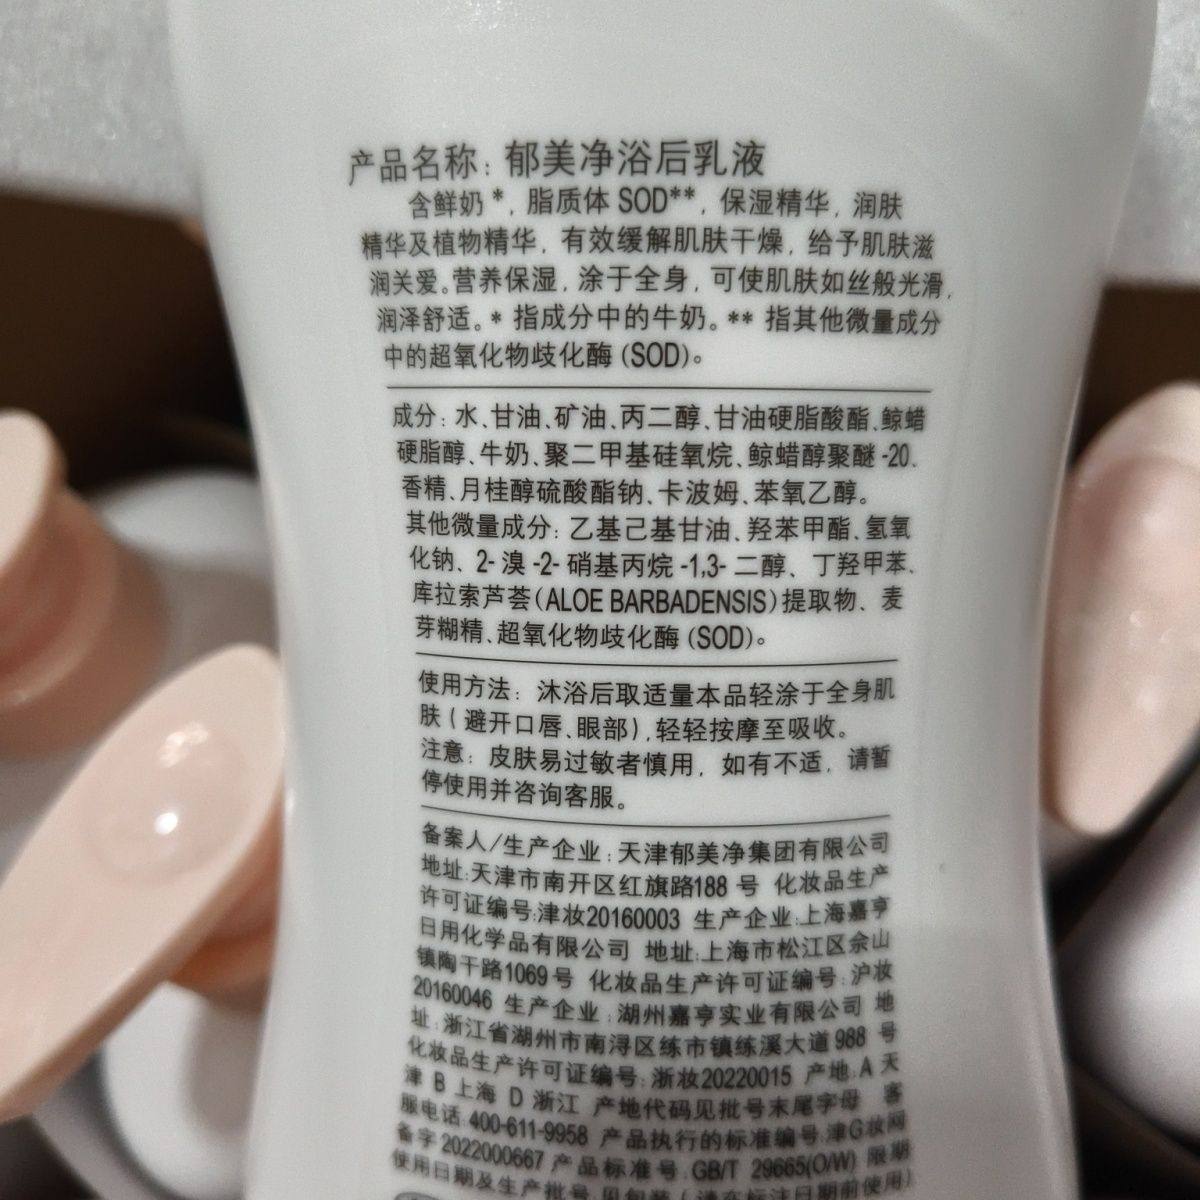 产品名称：郁美净浴后乳液
含鲜奶*，脂质体SOD**，保湿精华，润肤
精华及植物精华，有效缓解肌肤干燥，给予肌肤滋
润关爱。营养保湿，涂于全身，可使肌肤如丝般光滑，
润泽舒适。*指成分中的牛奶。**指其他微量成分
中的超氧化物歧化酶(SOD)。
成分：水、甘油、矿油、丙二醇、甘油硬脂酸酯、鲸蜡
硬脂醇、牛奶、聚二甲基硅氧烷、鲸蜡醇聚醚-20、
香精、月桂醇硫酸酯钠、卡波姆、苯氧乙醇。
其他微量成分：乙基己基甘油、羟苯甲酯、氢氧
化钠、2-溴-2-硝基丙烷-1,3-二醇、丁羟甲苯、
库拉索芦荟(ALOE BARBADENSIS)提取物、麦
芽糊精、超氧化物歧化酶(SOD)。
使用方法：沐浴后取适量本品轻涂于全身肌
肤（避开口唇、眼部），轻轻按摩至吸收。
注意：皮肤易过敏者慎用，如有不适，请暂
停使用并咨询客服。
备案人/生产企业：天津郁美净集团有限公司
地址：天津市南开区红旗路188号 化妆品生产
许可证编号：津妆20160003 生产企业：上海嘉亨
日用化学品有限公司 地址：上海市松江区佘山
镇陶干路1069号 化妆品生产许可证编号：沪妆
20160046 生产企业：湖州嘉亨实业有限公司 地
址：浙江省湖州市南浔区练市镇练溪大道988号
化妆品生产许可证编号：浙妆20220015 产地：A天
津 B上海 D浙江 产地代码见批号末尾字母 客
服电话：400-611-9958 产品执行的标准编号：津G妆网
备字2022000667 产品标准号：GB/T 29665(O/W) 限期
使用日期及生产批号：见包装（请在标注日期前使用）